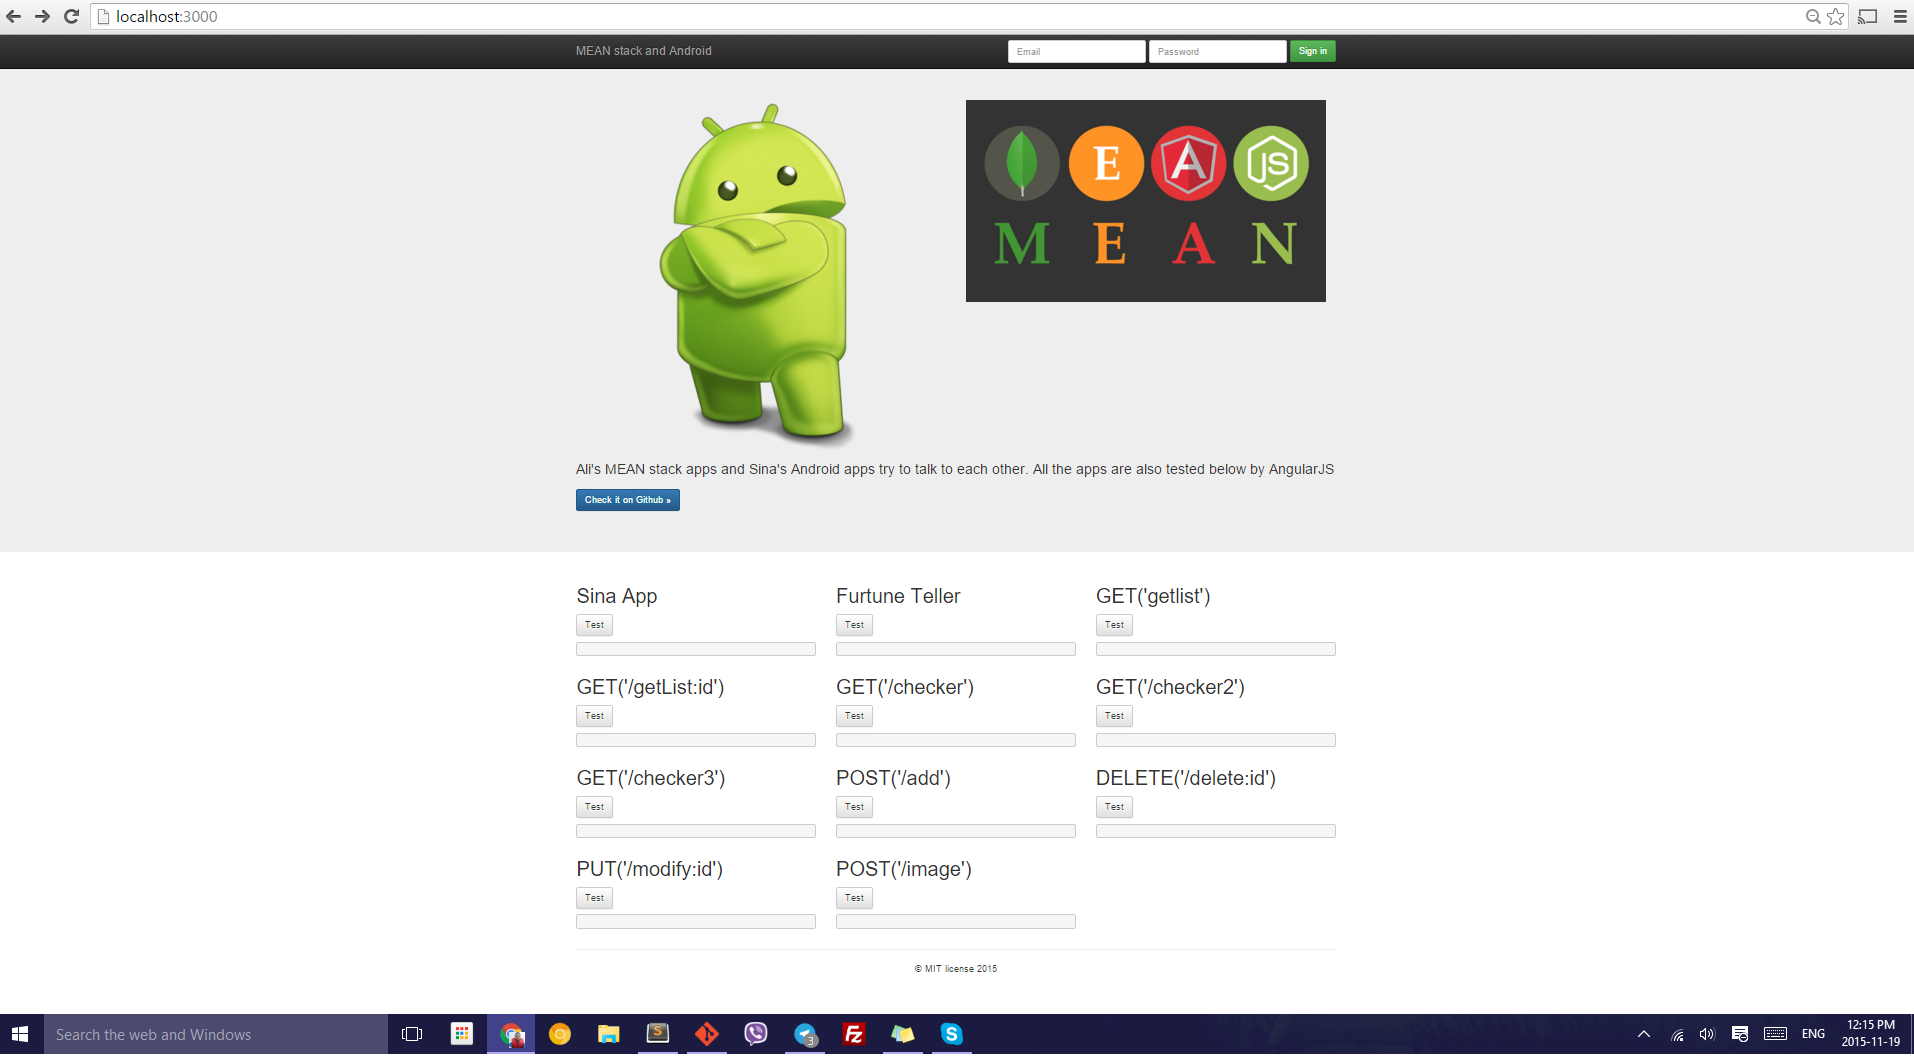 localhost:3000
MEAN stack and Android
Email
Password
Sign in
E
A
JS
M E A N
Ali's MEAN stack apps and Sina's Android apps try to talk to each other. All the apps are also tested below by AngularJS
Check it on Github »
Sina App
Furtune Teller
GET('getlist')
Test
Test
Test
GET('/getList:id')
GET('/checker')
GET('/checker2')
Test
Test
Test
GET('/checker3')
POST('/add')
DELETE('/delete:id')
Test
Test
Test
PUT('/modify:id')
POST('/image')
Test
Test
© MIT license 2015
Search the web and Windows
S
3
Fz
S
ENG
12:15 PM
2015-11-19